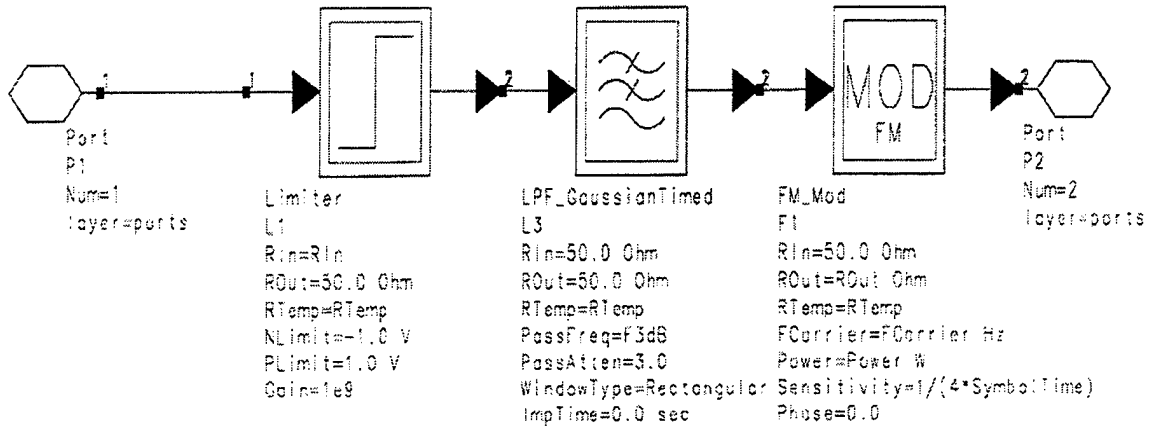 1
1
2
2
2
MOD
FM
Port
P1
Num=1
layer=ports
Limiter
L1
RIn=RIn
ROut=50.0 Ohm
RTemp=RTemp
NLimit=-1.0 V
PLimit=1.0 V
Gain=1e9
LPF_GaussianTimed
L3
RIn=50.0 Ohm
ROut=50.0 Ohm
RTemp=RTemp
PassFreq=F3dB
PassAtten=3.0
WindowType=Rectangular
ImpTime=0.0 sec
FM_Mod
F1
RIn=50.0 Ohm
ROut=ROut Ohm
RTemp=RTemp
FCarrier=FCarrier Hz
Power=Power W
Sensitivity=1/(4*SymbolTime)
Phase=0.0
Port
P2
Num=2
layer=ports